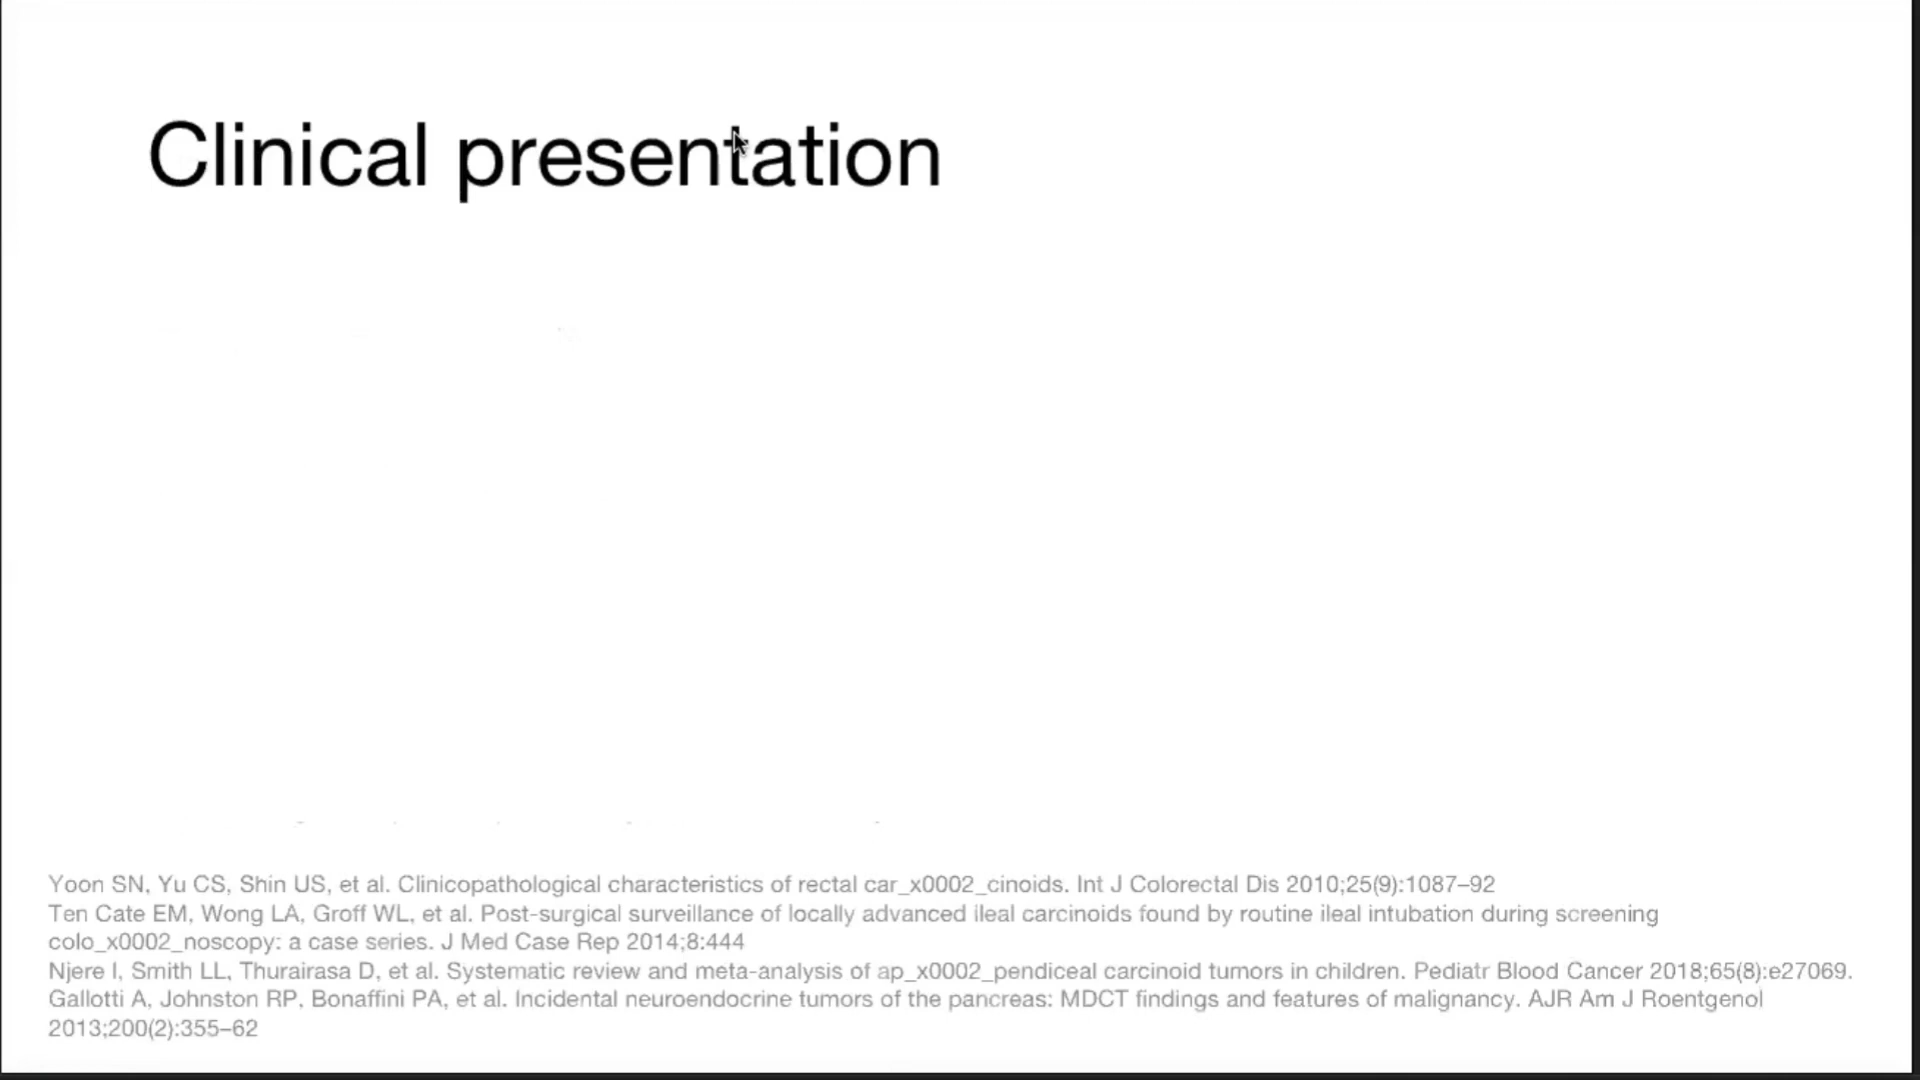 Clinical presentation
Yoon SN, Yu CS, Shin US, et al. Clinicopathological characteristics of rectal car_x0002_cinoids. Int J Colorectal Dis 2010;25(9):1087–92
Ten Cate EM, Wong LA, Groff WL, et al. Post-surgical surveillance of locally advanced ileal carcinoids found by routine ileal intubation during screening
colo_x0002_noscopy: a case series. J Med Case Rep 2014;8:444
Njere I, Smith LL, Thurairasa D, et al. Systematic review and meta-analysis of ap_x0002_pendiceal carcinoid tumors in children. Pediatr Blood Cancer 2018;65(8):e27069.
Gallotti A, Johnston RP, Bonaffini PA, et al. Incidental neuroendocrine tumors of the pancreas: MDCT findings and features of malignancy. AJR Am J Roentgenol
2013;200(2):355–62